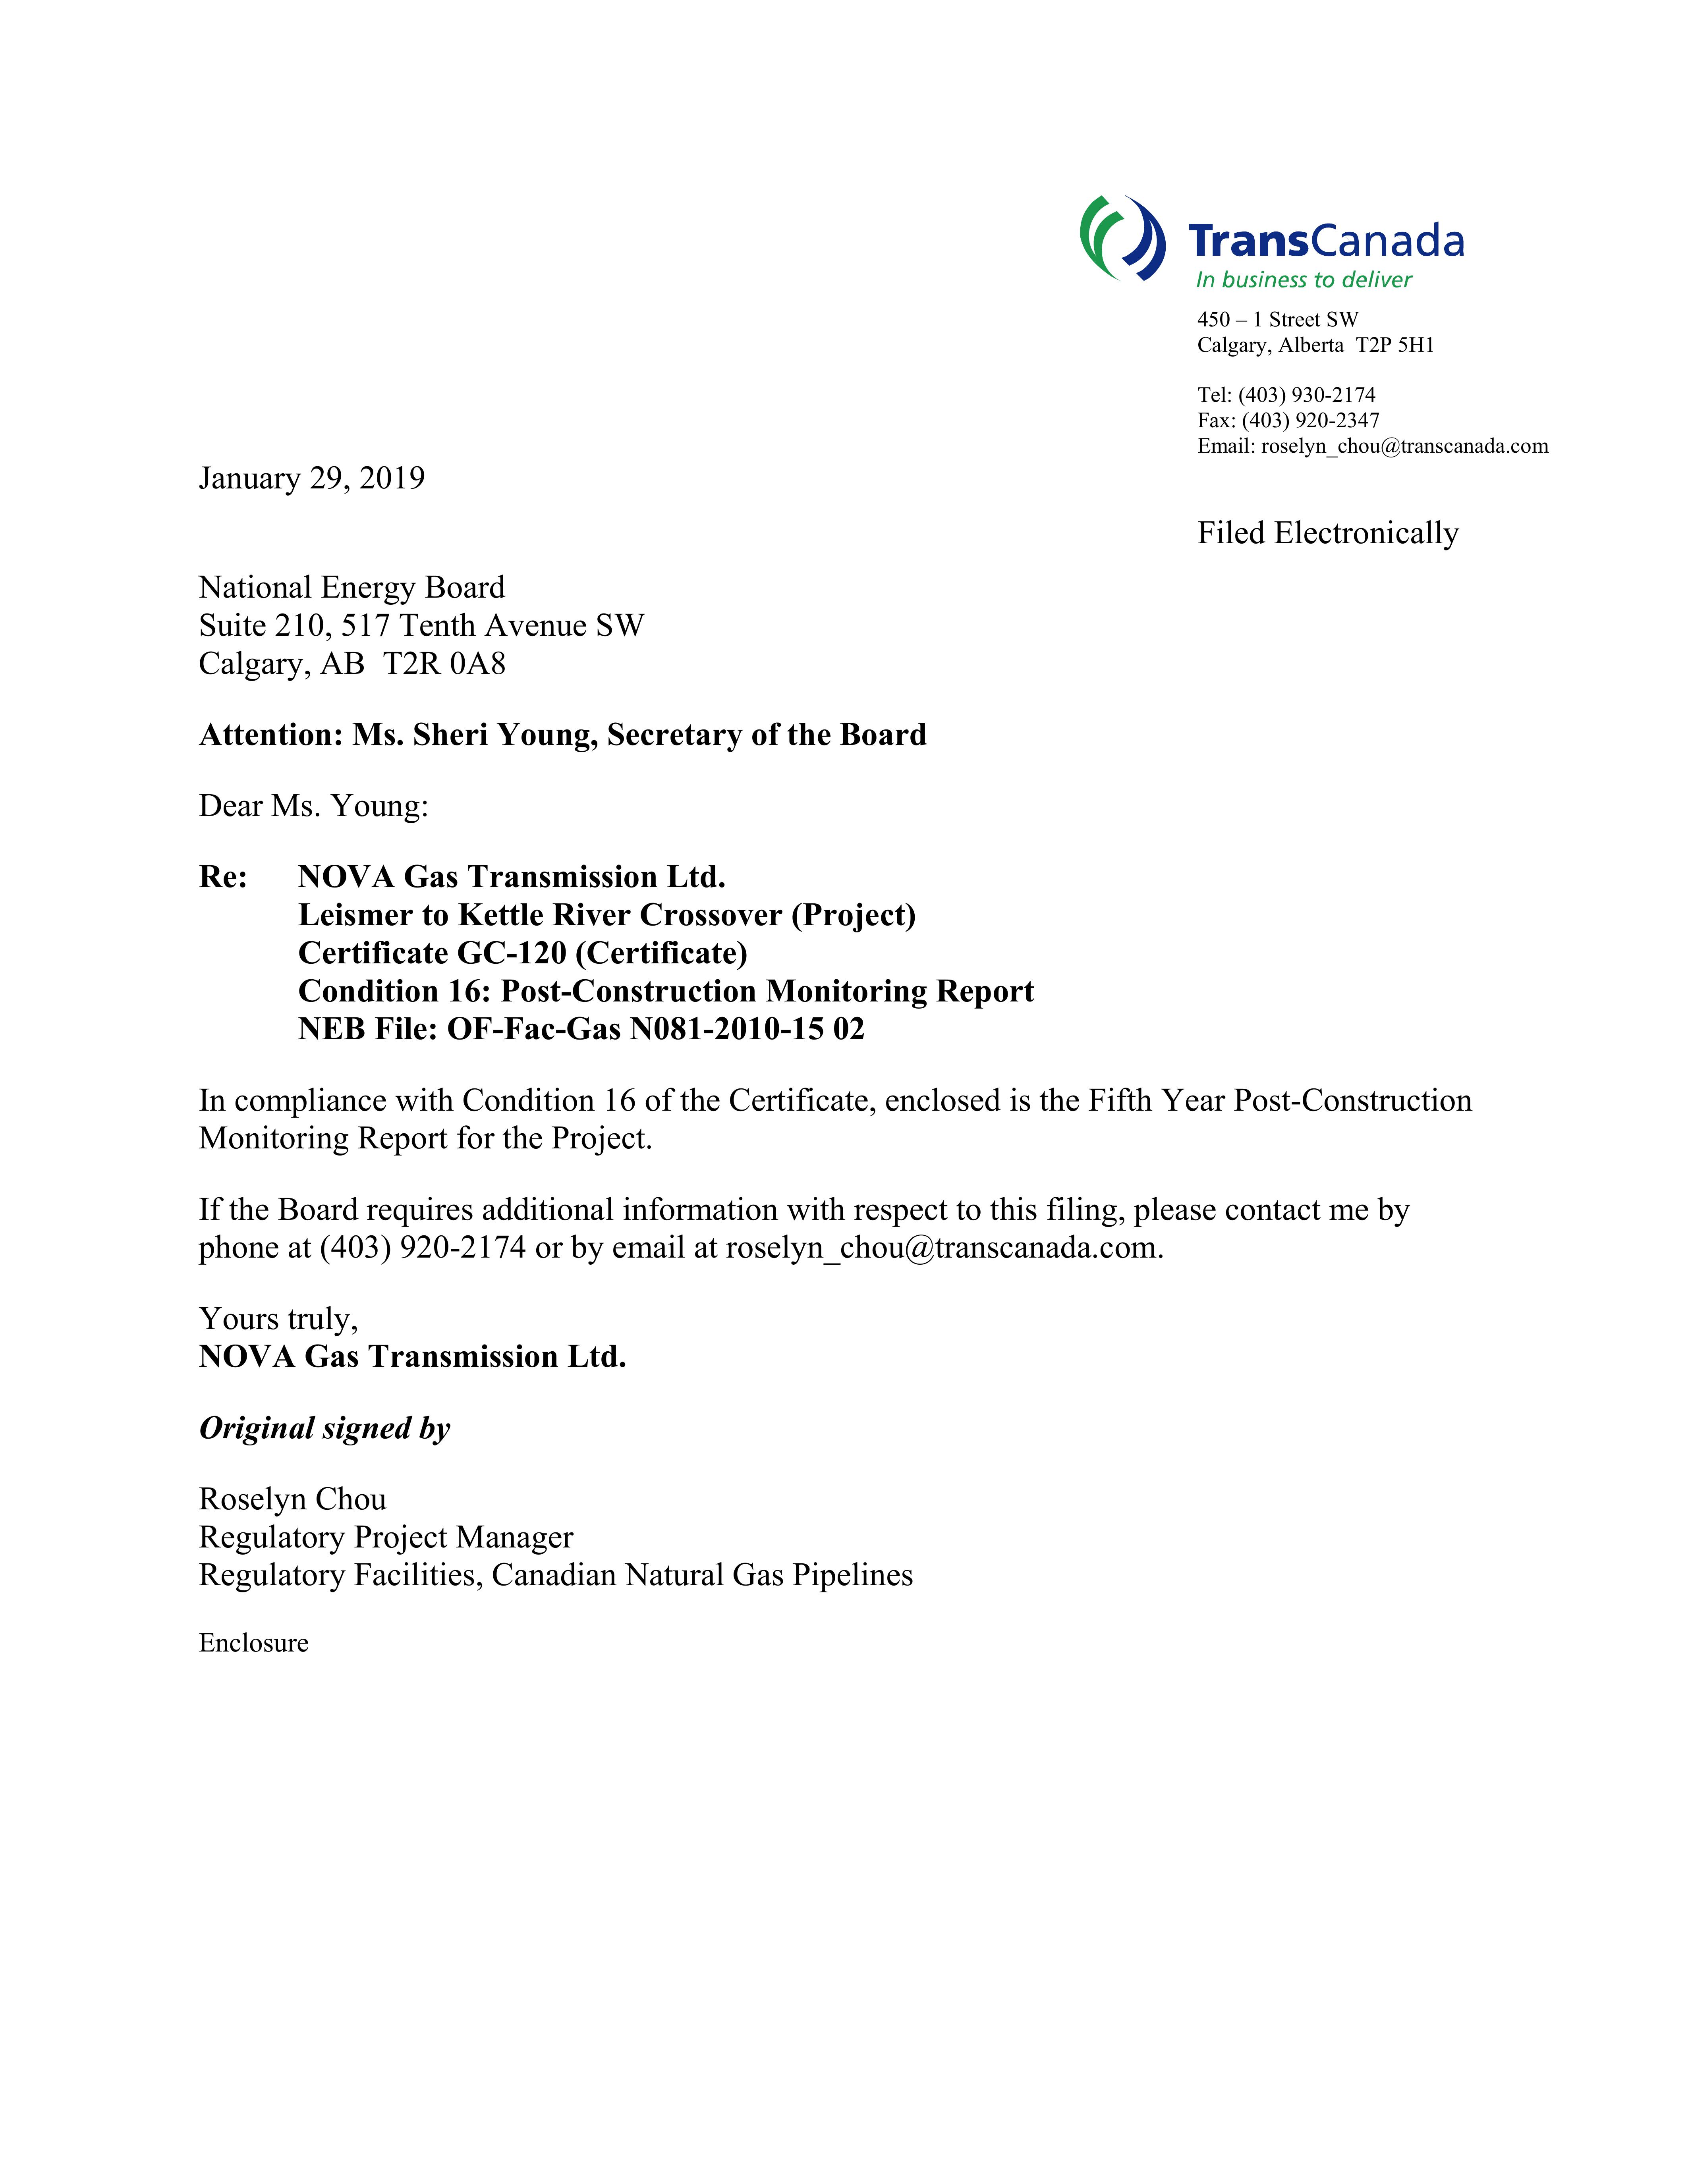 TransCanada
In business to deliver
450 – 1 Street SW
Calgary, Alberta  T2P 5H1
Tel: (403) 930-2174
Fax: (403) 920-2347
Email: roselyn_chou@transcanada.com
January 29, 2019
Filed Electronically
National Energy Board
Suite 210, 517 Tenth Avenue SW
Calgary, AB  T2R 0A8
Attention: Ms. Sheri Young, Secretary of the Board
Dear Ms. Young:
Re: NOVA Gas Transmission Ltd.
Leismer to Kettle River Crossover (Project)
Certificate GC-120 (Certificate)
Condition 16: Post-Construction Monitoring Report
NEB File: OF-Fac-Gas N081-2010-15 02
In compliance with Condition 16 of the Certificate, enclosed is the Fifth Year Post-Construction
Monitoring Report for the Project.
If the Board requires additional information with respect to this filing, please contact me by
phone at (403) 920-2174 or by email at roselyn_chou@transcanada.com.
Yours truly,
NOVA Gas Transmission Ltd.
Original signed by
Roselyn Chou
Regulatory Project Manager
Regulatory Facilities, Canadian Natural Gas Pipelines
Enclosure